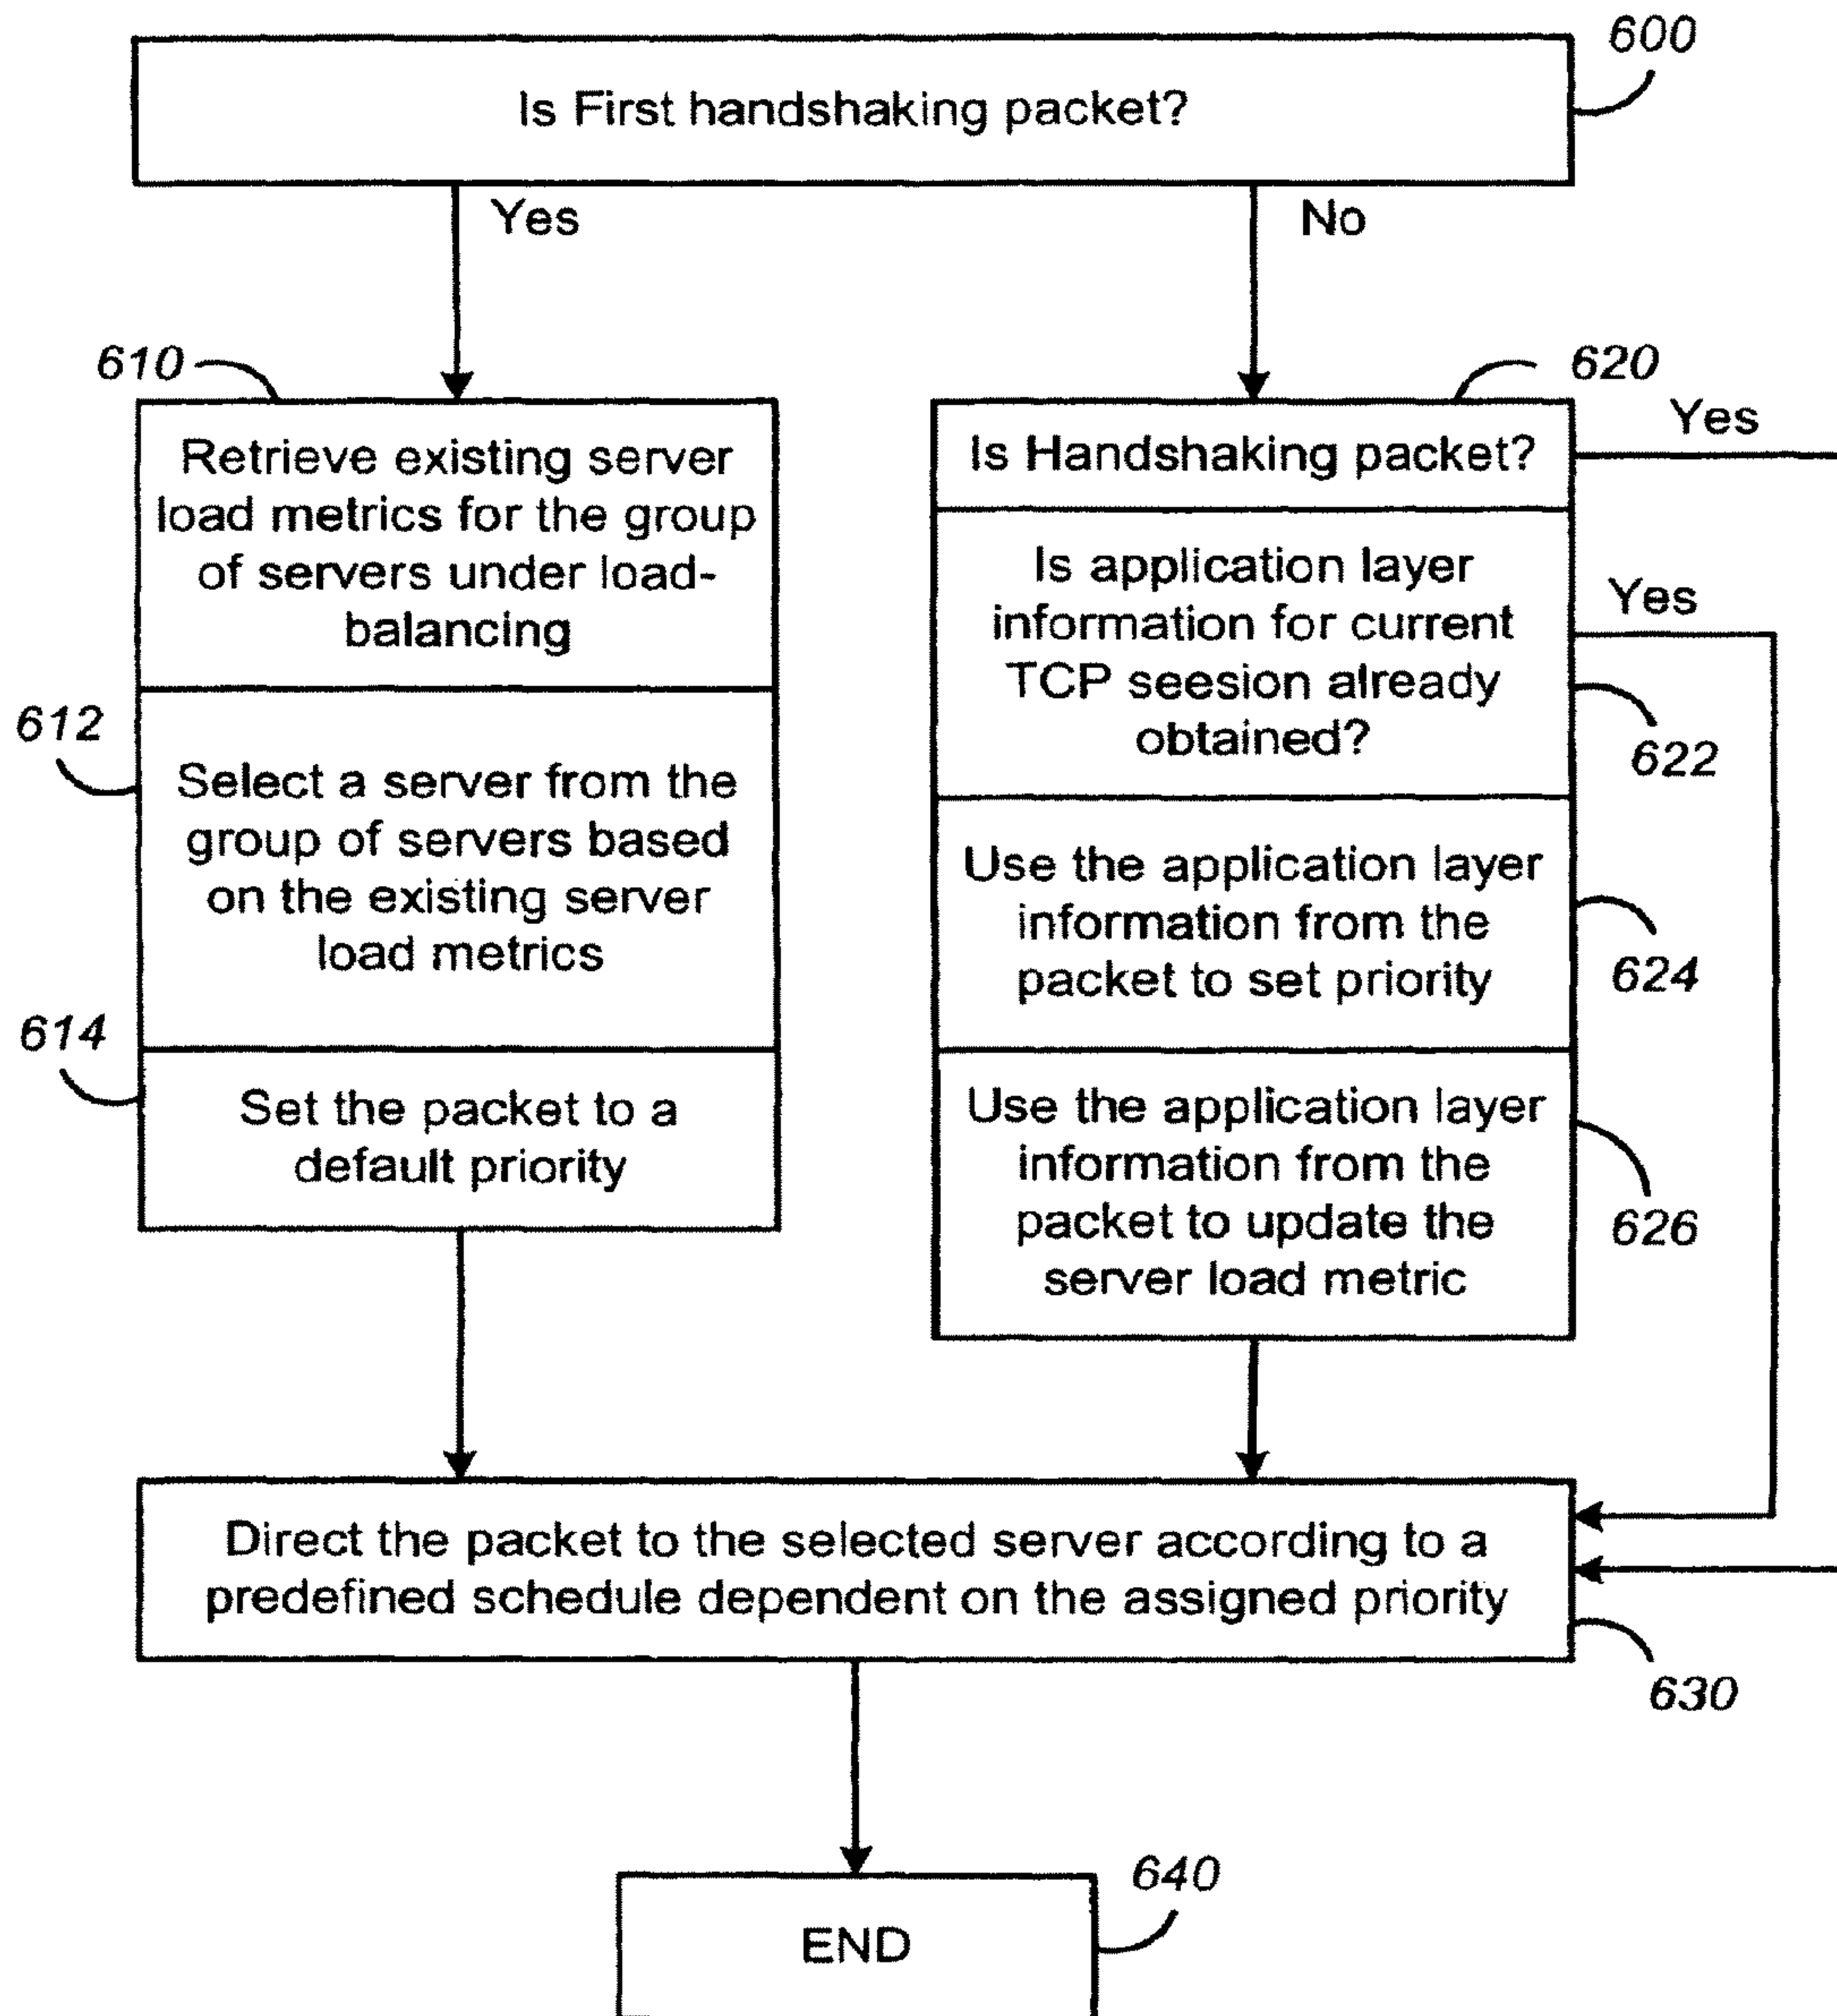 600
Is First handshaking packet?
Yes
No
610
Retrieve existing server
load metrics for the group
of servers under load-
balancing
612
Select a server from the
group of servers based
on the existing server
load metrics
614
Set the packet to a
default priority
620
Is Handshaking packet?
Yes
Is application layer
information for current
TCP seesion already
obtained?
Yes
622
Use the application layer
information from the
packet to set priority
624
Use the application layer
information from the
packet to update the
server load metric
626
Direct the packet to the selected server according to a
predefined schedule dependent on the assigned priority
630
640
END